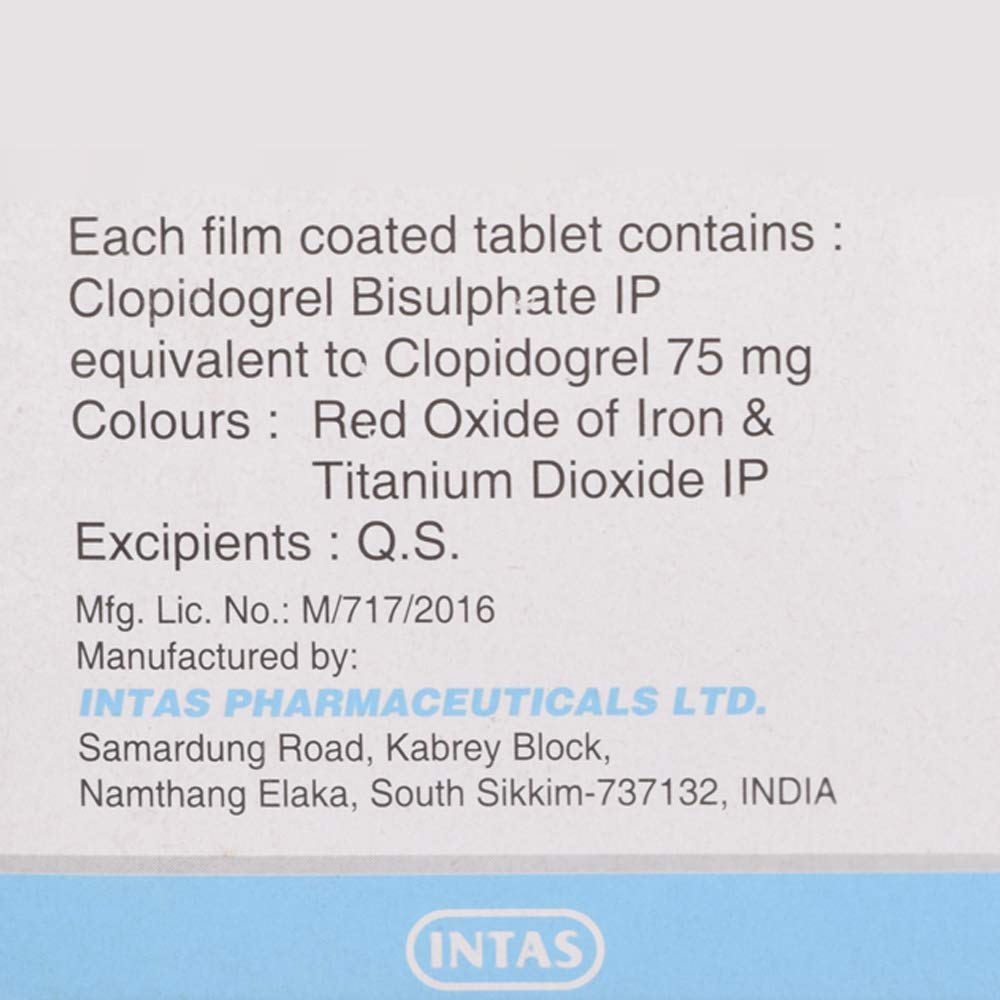 Each film coated tablet contains :
Clopidogrel Bisulphate IP
equivalent to Clopidogrel 75 mg
Colours : Red Oxide of Iron &
Titanium Dioxide IP
Excipients : Q.S.
Mfg. Lic. No.: M/717/2016
Manufactured by:
INTAS PHARMACEUTICALS LTD.
Samardung Road, Kabrey Block,
Namthang Elaka, South Sikkim-737132, INDIA
INTAS